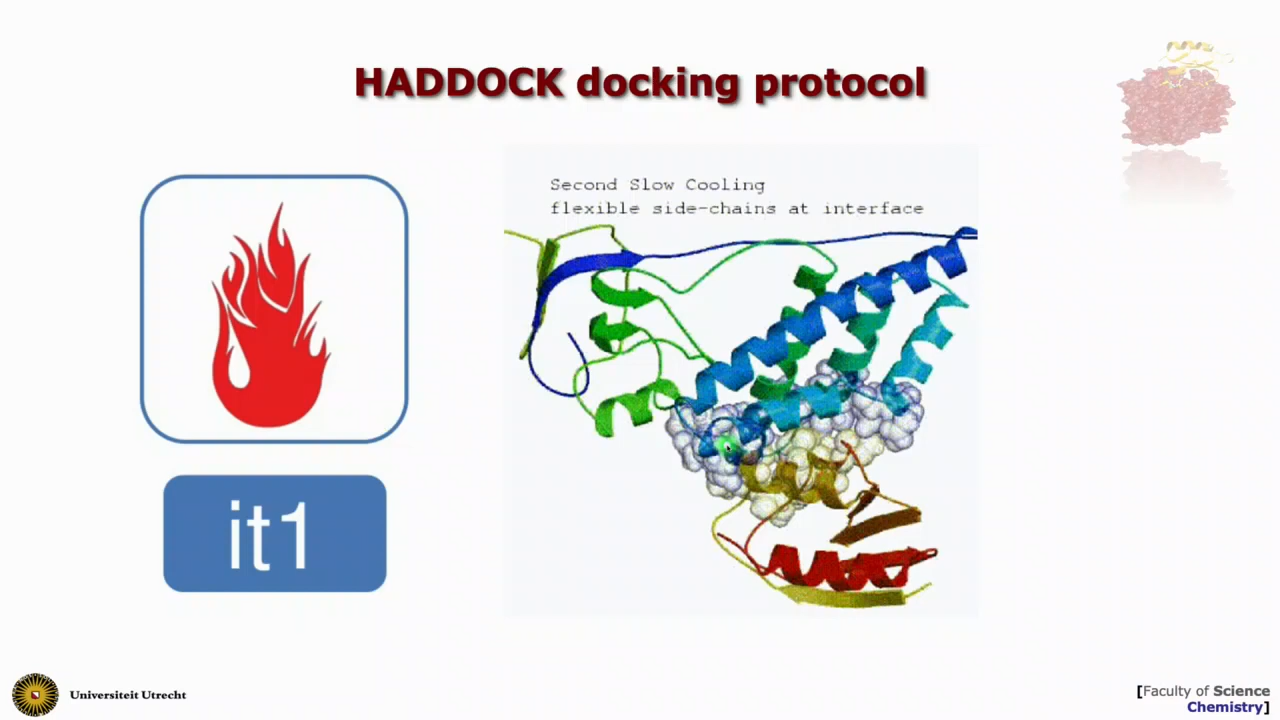 HADDOCK docking protocol
Second Slow Cooling
flexible side-chains at interface
it1
Universiteit Utrecht
[Faculty of Science
Chemistry]